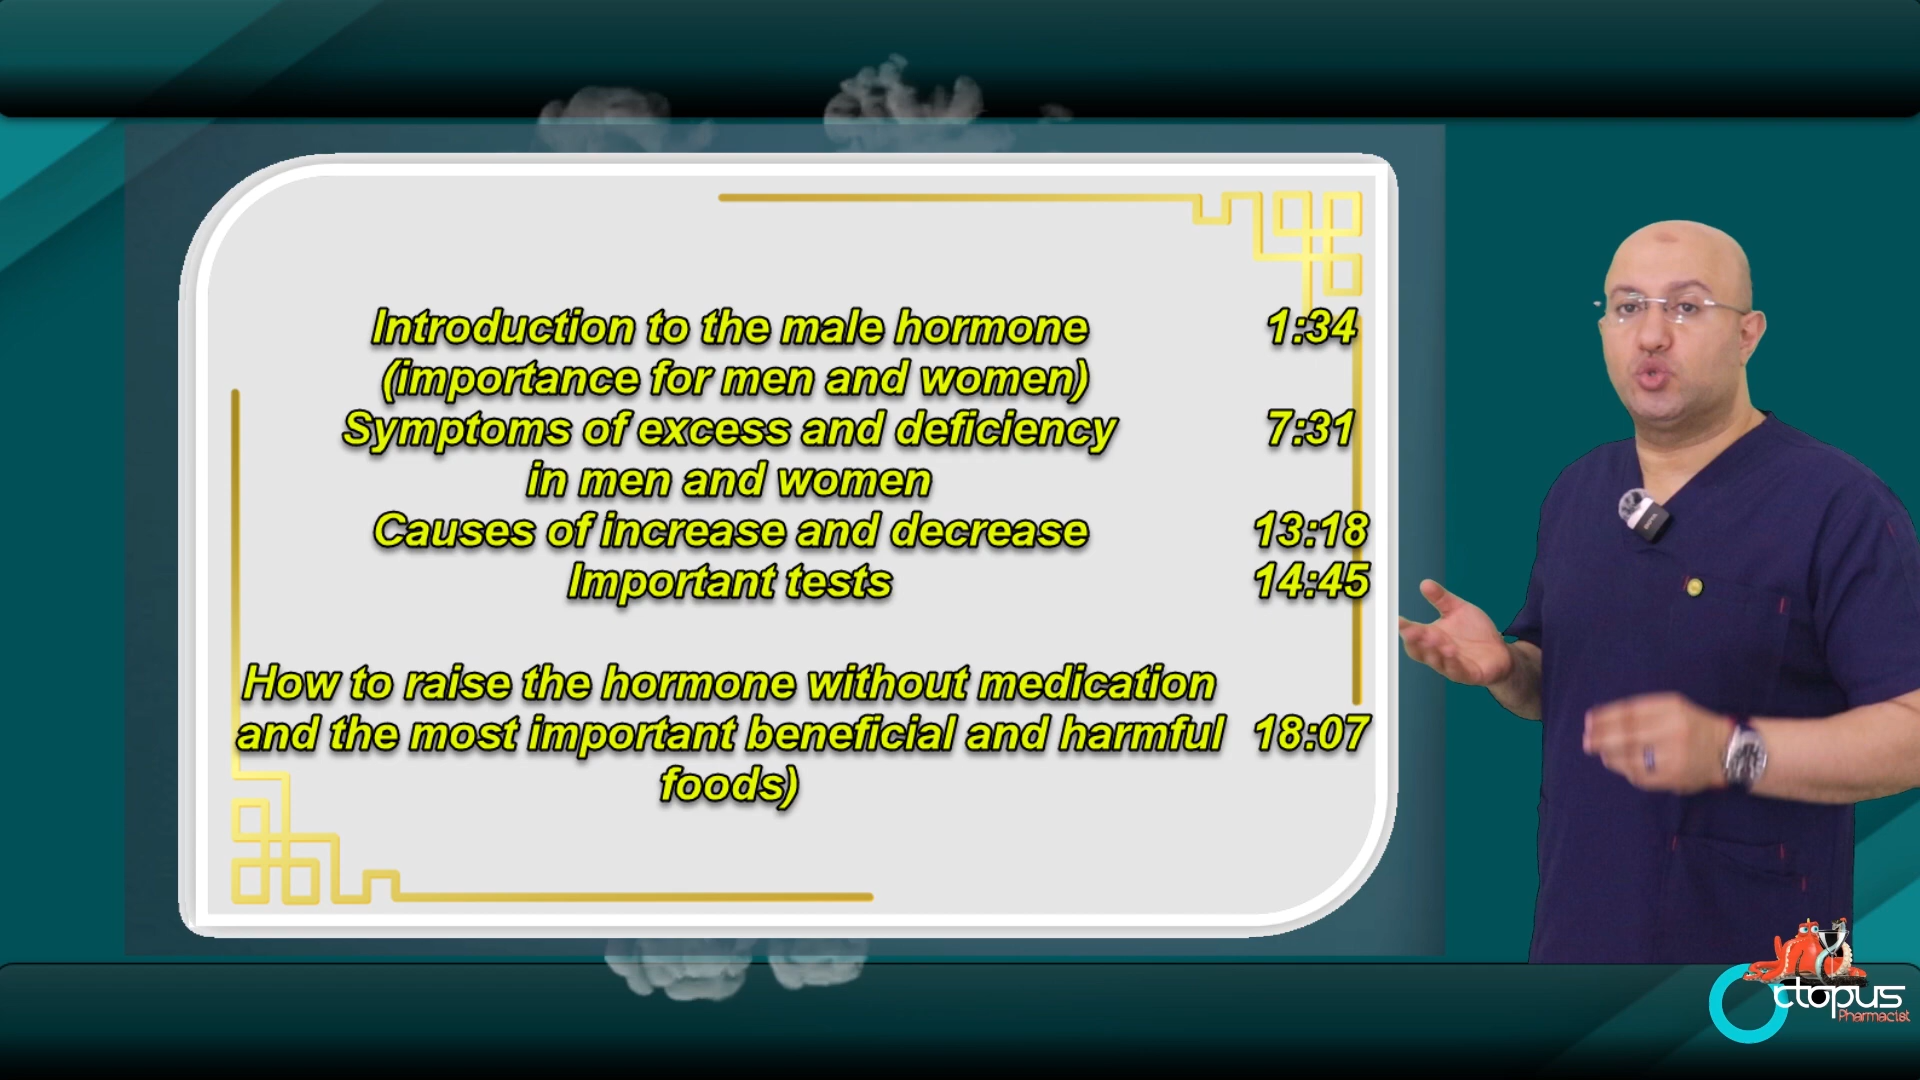 Introduction to the male hormone 1:34
(importance for men and women)
Symptoms of excess and deficiency 7:31
in men and women
Causes of increase and decrease 13:18
Important tests 14:45
How to raise the hormone without medication
and the most important beneficial and harmful 18:07
foods)
Octopus
Pharmacist